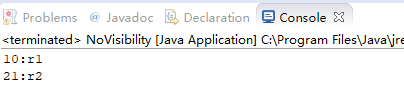 Problems @ Javadoc Declaration Console
<terminated> NoVisibility [Java Application] C:\Program Files\Java\jre
10:r1
21:r2